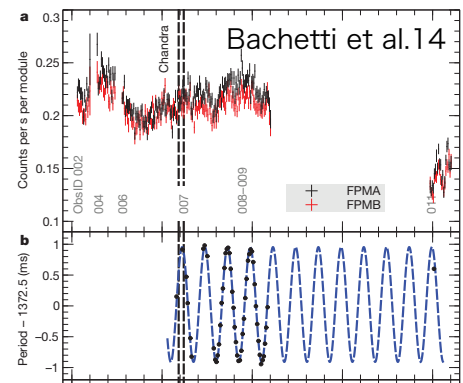 a
0.3
Bachetti et al.14
Chandra
0.25
0.2
0.15
0.1
Counts per s per module
ObsID 002
004
006
007
008–009
011
FPMA
FPMB
b
1
0.5
0
−0.5
−1
Period – 1372.5 (ms)